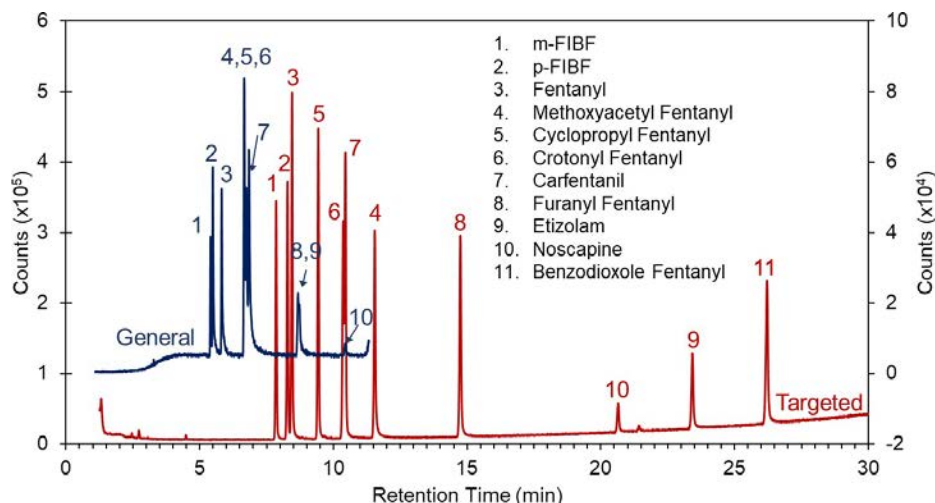 6
5
4
3
2
1
0
Counts (x10⁵)
10
8
6
4
2
0
-2
Counts (x10⁴)
0
5
10
15
20
25
30
Retention Time (min)
1. m-FIBF
2. p-FIBF
3. Fentanyl
4. Methoxyacetyl Fentanyl
5. Cyclopropyl Fentanyl
6. Crotonyl Fentanyl
7. Carfentanil
8. Furanyl Fentanyl
9. Etizolam
10. Noscapine
11. Benzodioxole Fentanyl
General
1
2
3
4,5,6
7
8,9
10
Targeted
1
2
3
5
6
7
4
8
10
9
11